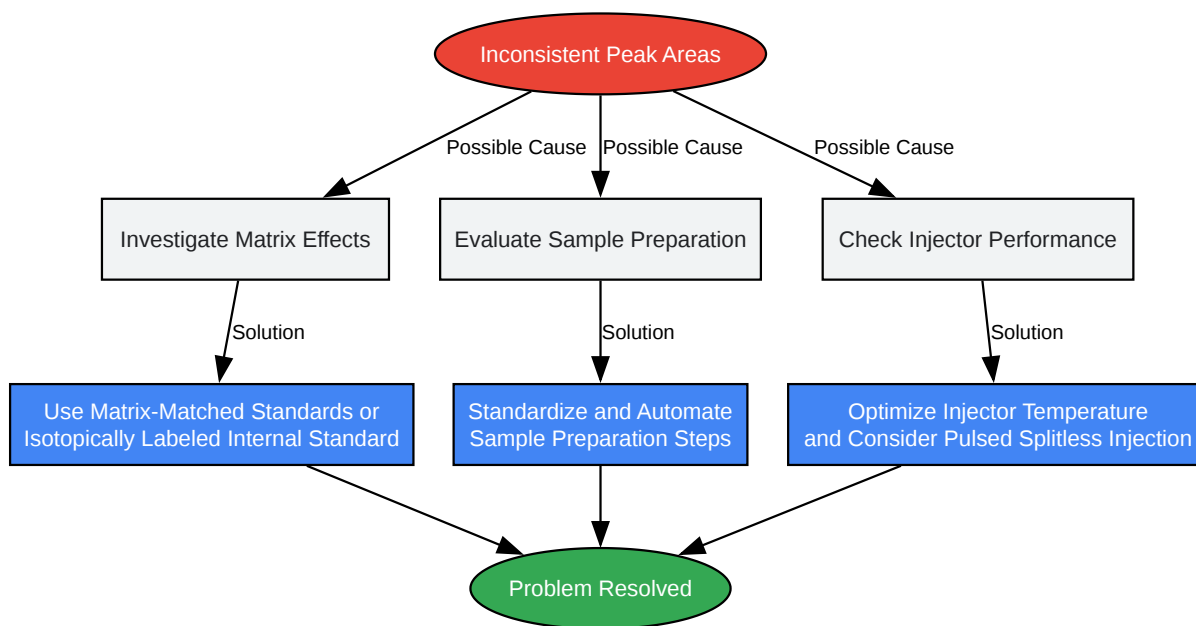 Inconsistent Peak Areas
Possible Cause
Possible Cause
Possible Cause
Investigate Matrix Effects
Evaluate Sample Preparation
Check Injector Performance
Solution
Solution
Solution
Use Matrix-Matched Standards or
Isotopically Labeled Internal Standard
Standardize and Automate
Sample Preparation Steps
Optimize Injector Temperature
and Consider Pulsed Splitless Injection
Problem Resolved